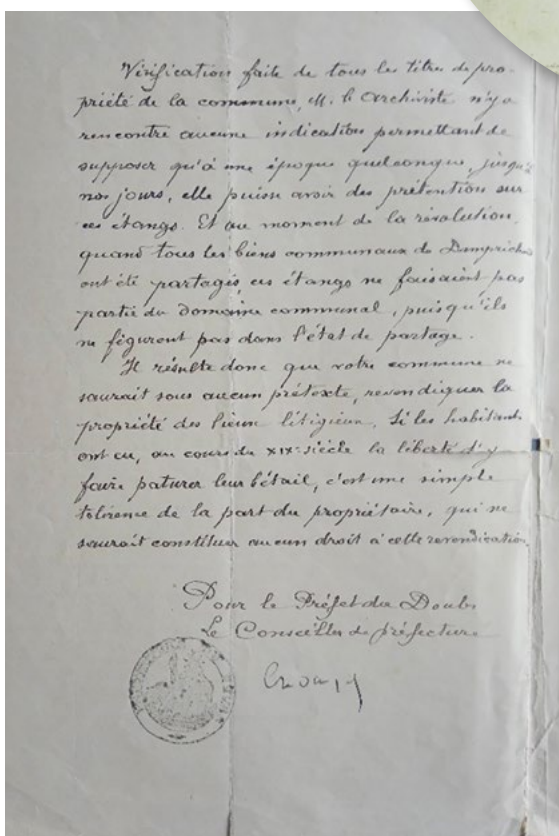 Vérification faite de tous les titres de pro-
priété de la commune, M. l'Archiviste n'y a
rencontré aucune indication permettant de
supposer qu'à une époque quelconque, jusqu'à
nos jours, elle puisse avoir des prétentions sur
ces étangs. Et au moment de la révolution,
quand tous les biens communaux de Damprichard
ont été partagés, ces étangs ne faisaient pas
partie du domaine communal, puisqu'ils
ne figurent pas dans l'état de partage.
Il résulte donc que votre commune ne
saurait sous aucun prétexte, revendiquer la
propriété des lieux litigieux. Si les habitants
ont eu, au cours du XIXe siècle la liberté d'y
faire paturer leur bétail, c'est une simple
tolérence de la part du propriétaire, qui ne
saurait constituer aucun droit à cette revendication.
Pour le Préfet du Doubs
Le Conseiller de préfecture